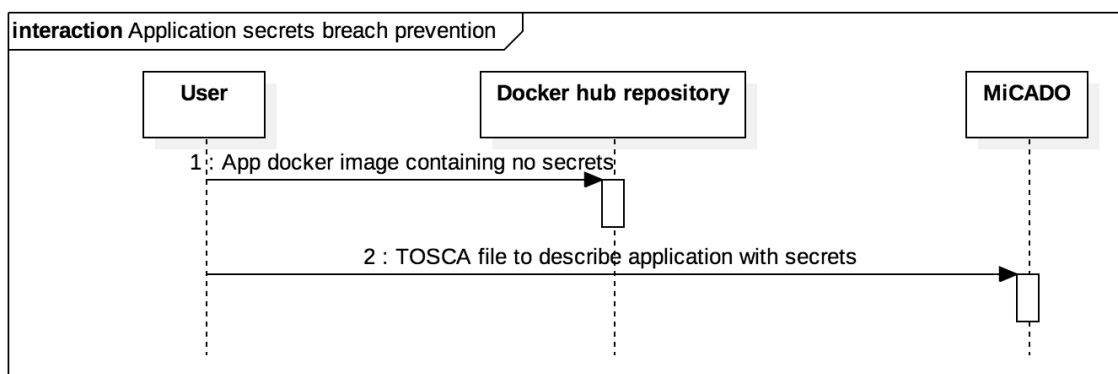 interaction Application secrets breach prevention
User
Docker hub repository
MiCADO
1 : App docker image containing no secrets
2 : TOSCA file to describe application with secrets